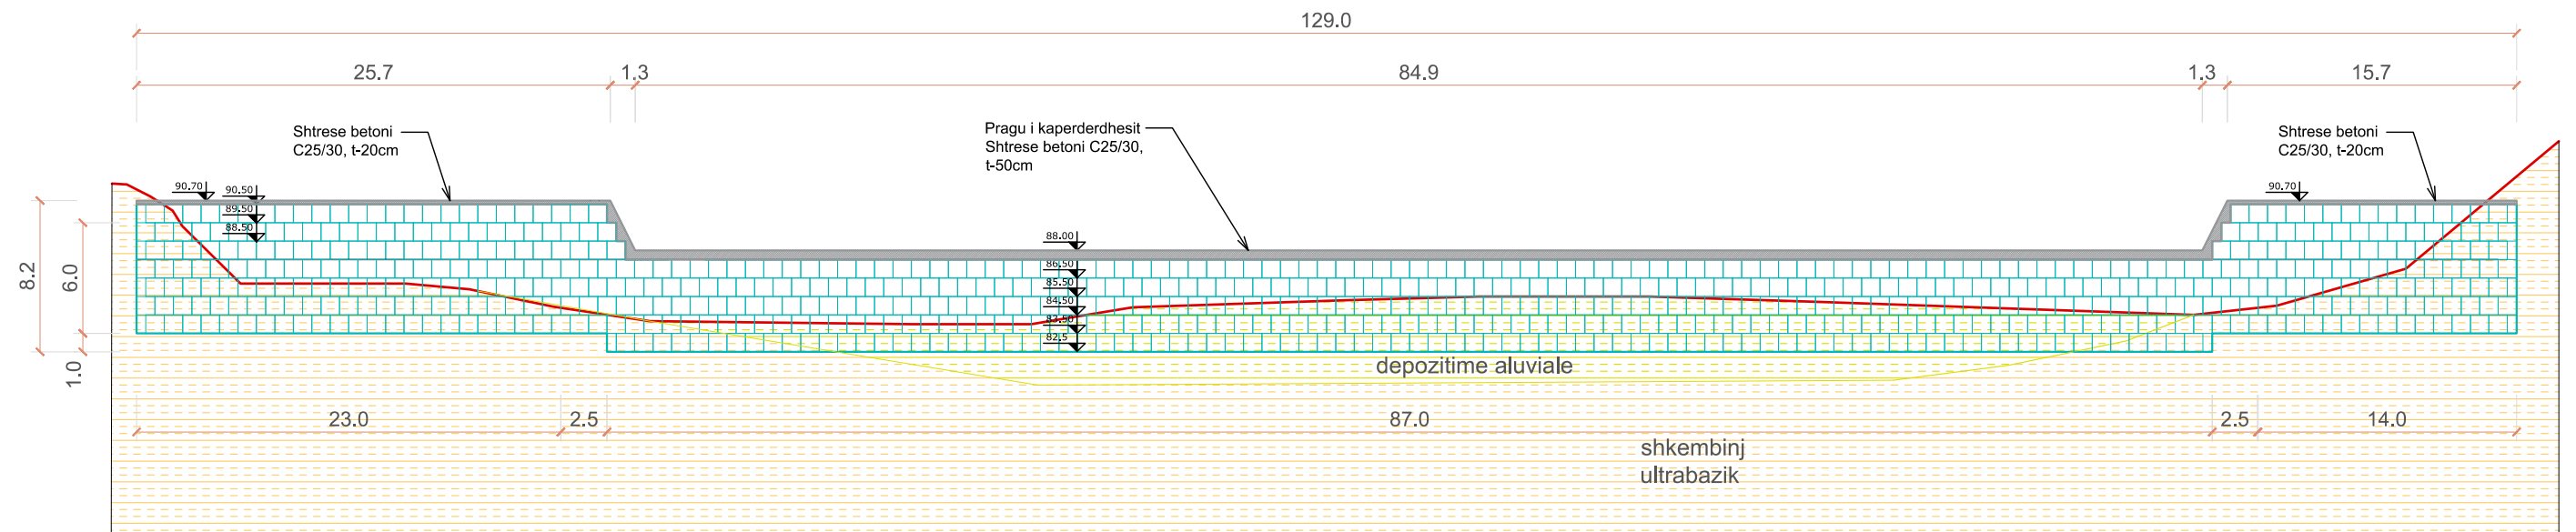 129.0
25.7
1.3
84.9
1.3
15.7
Shtrese betoni
C25/30, t-20cm
Pragu i kaperderdhesit
Shtrese betoni C25/30,
t-50cm
Shtrese betoni
C25/30, t-20cm
90.70
90.50
89.50
88.50
88.00
90.70
86.50
85.50
84.50
83.50
82.5
8.2
6.0
1.0
depozitime aluviale
23.0
2.5
87.0
2.5
14.0
shkembinj
ultrabazik